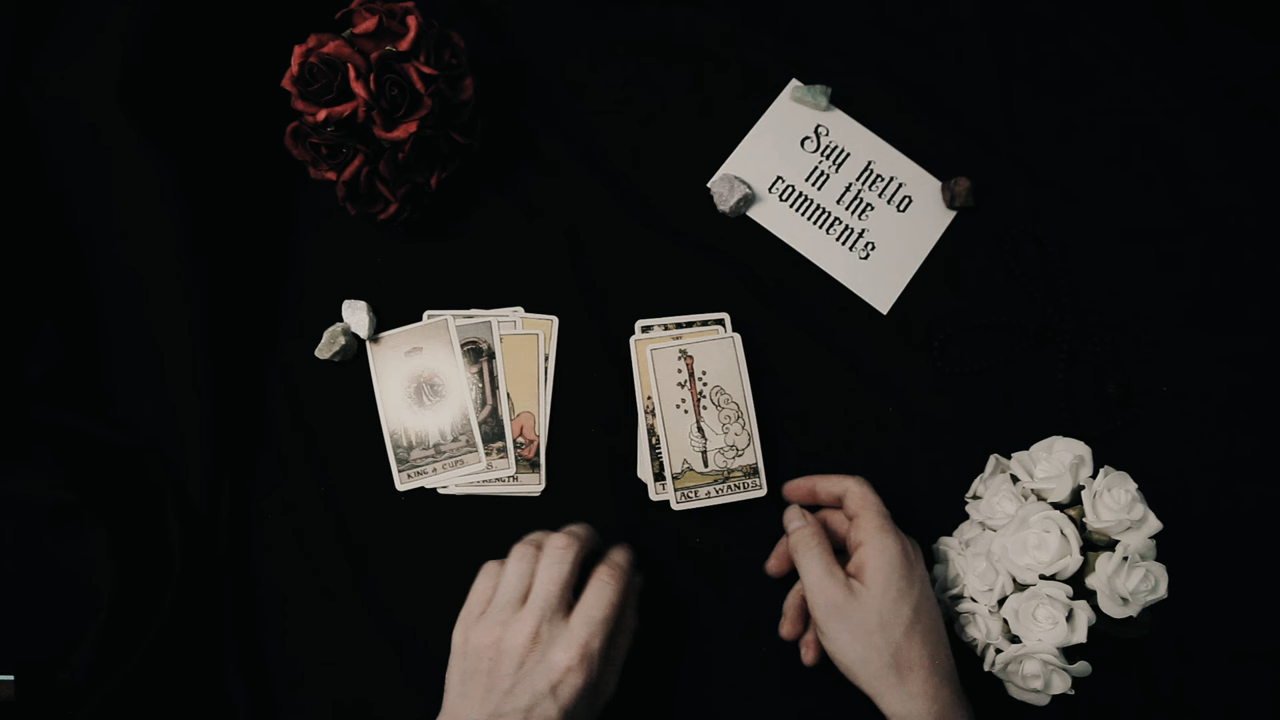 Say hello
in the
comments
KING of CUPS.
S.
STRENGTH.
T
ACE of WANDS.